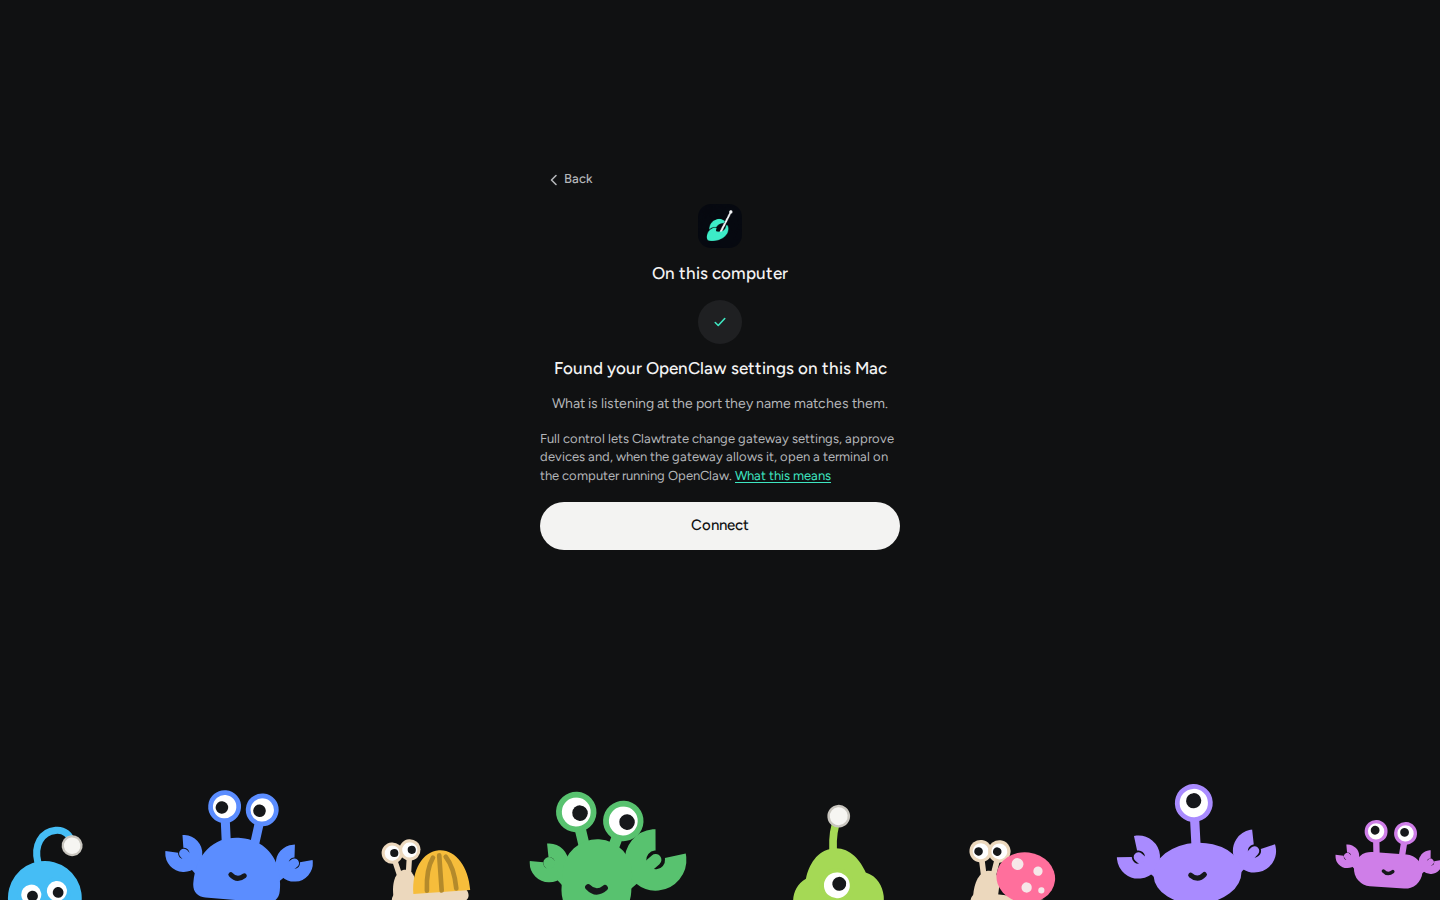 Back
On this computer
Found your OpenClaw settings on this Mac
What is listening at the port they name matches them.
Full control lets Clawtrate change gateway settings, approve
devices and, when the gateway allows it, open a terminal on
the computer running OpenClaw. What this means
Connect